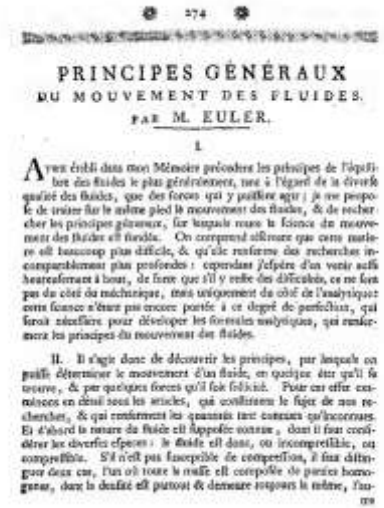 274
PRINCIPES GÉNÉRAUX
DU MOUVEMENT DES FLUIDES.
PAR M. EULER.
I.
Ayant établi dans mon Mémoire précedent les principes de l'équili-
bre des fluides le plus généralement, tant à l'égard de la diverse
qualité des fluides, que des forces qui y puissent agir; je me propo-
se de traiter sur le même pied le mouvement des fluides, & de recher-
cher les principes généraux, sur lesquels toute la science du mouve-
ment des fluides est fondée. On comprend aisément que cette matie-
re est beaucoup plus difficile, & qu'elle renferme des recherches in-
comparablement plus profondes: cependant j'espère d'en venir aussi
heureusement à bout, de sorte que s'il y reste des difficultés, ce ne sera
pas du côté du méchanique, mais uniquement du côté de l'analytique:
cette science n'étant pas encore portée à ce degré de perfection, qui
seroit nécessaire pour développer les formules analytiques, qui renfer-
ment les principes du mouvement des fluides.
II. Il s'agit donc de découvrir les principes, par lesquels on
puisse déterminer le mouvement d'un fluide, en quelque état qu'il se
trouve, & par quelques forces qu'il soit sollicité. Pour cet effet exa-
minons en détail tous les articles, qui constituent le sujet de nos re-
cherches, & qui renferment les quantités tant connues qu'inconnues.
Et d'abord la nature du fluide est supposée connue, dont il faut consi-
dérer les diverses especes: le fluide est donc, ou incompressible, ou
compressible. S'il n'est pas susceptible de compression, il faut distin-
guer deux cas, l'un où toute la masse est composée de parties homo-
genes, dont la densité est partout & demeure toujours la même, l'au-
tre